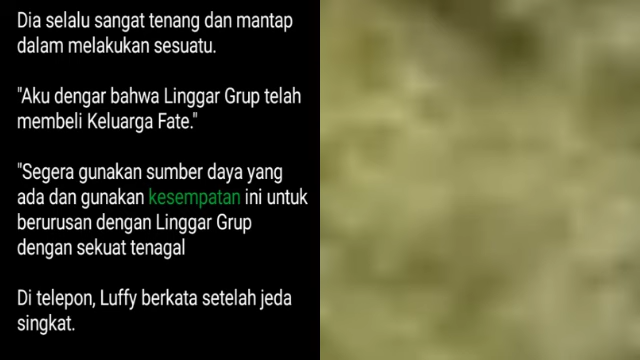 Dia selalu sangat tenang dan mantap
dalam melakukan sesuatu.
"Aku dengar bahwa Linggar Grup telah
membeli Keluarga Fate."
"Segera gunakan sumber daya yang
ada dan gunakan kesempatan ini untuk
berurusan dengan Linggar Grup
dengan sekuat tenagal
Di telepon, Luffy berkata setelah jeda
singkat.